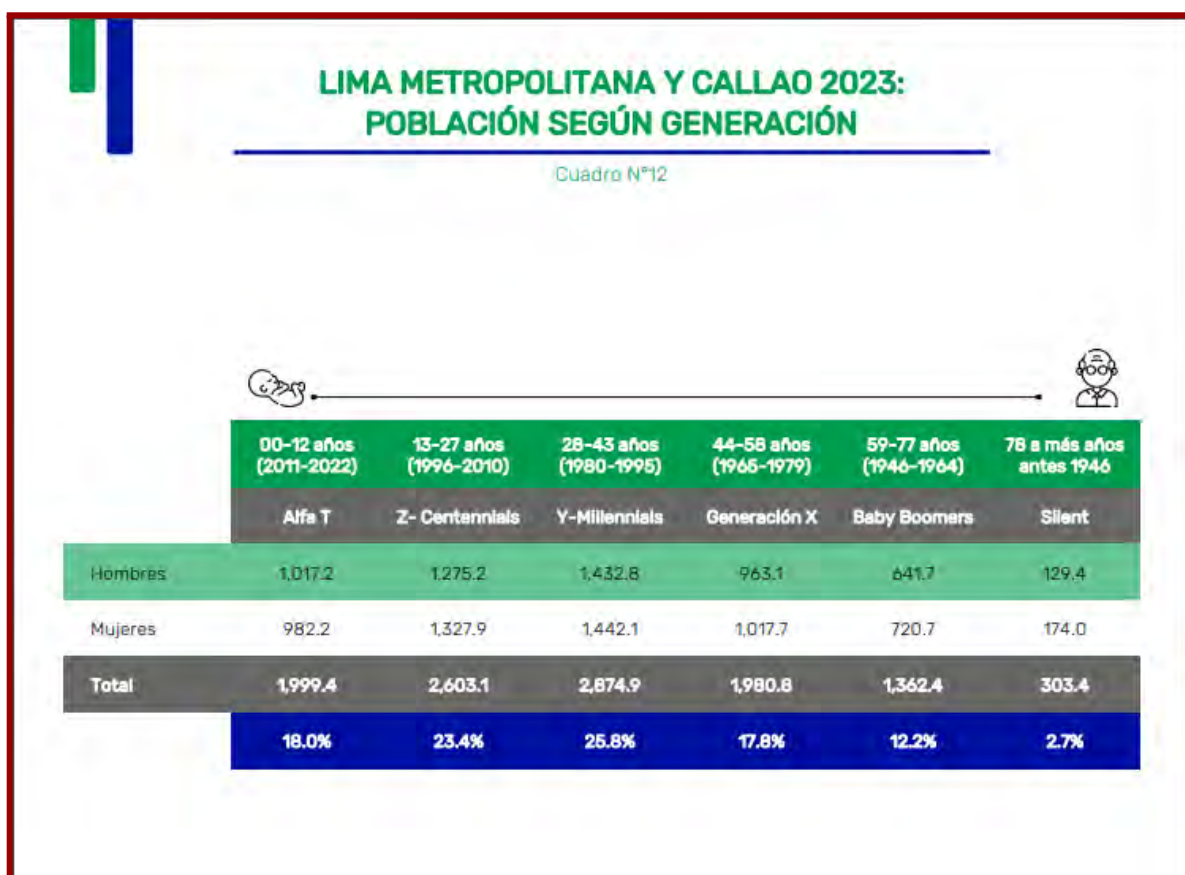 LIMA METROPOLITANA Y CALLAO 2023:
POBLACIÓN SEGÚN GENERACIÓN
Cuadro N°12
00-12 años 13-27 años 28-43 años 44-58 años 59-77 años 78 a más años
(2011-2022) (1996-2010) (1980-1995) (1965-1979) (1946-1964) antes 1946
Alfa T Z- Centennials Y-Millennials Generación X Baby Boomers Silent
Hombres 1,017.2 1,275.2 1,432.8 963.1 641.7 129.4
Mujeres 982.2 1,327.9 1,442.1 1,017.7 720.7 174.0
Total 1,999.4 2,603.1 2,874.9 1,980.8 1,362.4 303.4
18.0% 23.4% 25.8% 17.8% 12.2% 2.7%